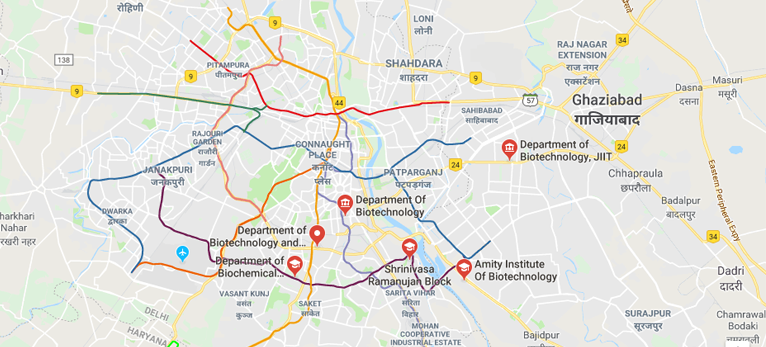 रोहिणी
9
LONI
लोनी
34
RAJ NAGAR
EXTENSION
राज नगर
एक्सटेंशन
138
PITAMPURA
पीतमपुरा
SHAHDARA
शाहदरा
9
9
9
44
57
Ghaziabad
गाज़ियाबाद
Dasna
दसना
Masuri
मसूरी
SAHIBABAD
साहिबाबाद
RAJOURI
GARDEN
राजौरी
गार्डन
CONNAUGHT
PLACE
कनॉट
प्लेस
Department of
Biotechnology, JIIT
24
JANAKPURI
जनकपुरी
PATPARGANJ
पटपड़गंज
Chhapraula
छपरौला
Eastern Peripheral Expy
DWARKA
द्वारका
Department Of
Biotechnology
Badalpur
बादलपुर
Kharkhari
Nahar
खरखरी नहर
Department of
Biotechnology and...
34
Department of
Biochemical...
Shrinivasa
Ramanujan Block
Amity Institute
Of Biotechnology
Dadri
दादरी
VASANT KUNJ
वसंत
कुञ्ज
SAKET
साकेत
SARITA VIHAR
सरिता
विहार
SURAJPUR
सूरजपुर
Chamrawal
Bodaki
DELHI
HARYANA
MOHAN
COOPERATIVE
INDUSTRIAL ESTATE
Bajidpur